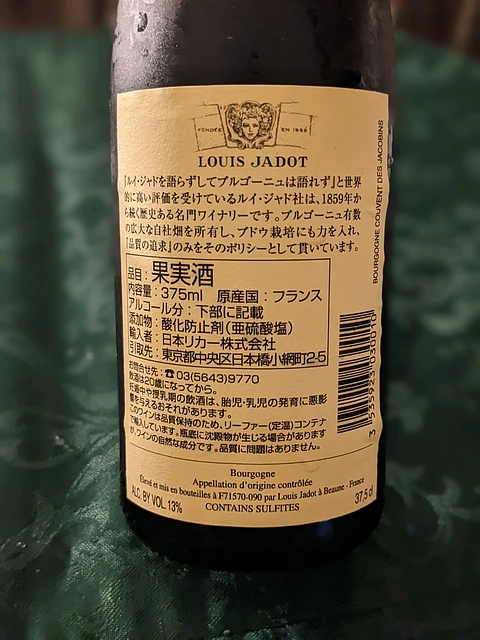 FONDÉE EN 1859
LOUIS JADOT
『ルイ・ジャドを語らずしてブルゴーニュは語れず』と世界
的に高い評価を受けているルイ・ジャド社は、1859年か
ら続く歴史ある名門ワイナリーです。ブルゴーニュ有数
の広大な自社畑を所有し、ブドウ栽培にも力を入れ、
「品質の追求」のみをそのポリシーとして貫いています。
品目：果実酒
内容量：375ml 原産国：フランス
アルコール分：下部に記載
添加物：酸化防止剤（亜硫酸塩）
輸入者：日本リカー株式会社
引取先：東京都中央区日本橋小網町2-5
お問合せ先：☎03(5643)9770
飲酒は20歳になってから。
妊娠中や授乳期の飲酒は、胎児・乳児の発育に悪影
響を与えるおそれがあります。
このワインは品質保持のため、リーファー（定温）コンテナ
で輸入しています。瓶底に沈殿物が生じる場合があります
が、ワインの自然な成分です。品質に問題はありません。
Bourgogne
Appellation d'origine contrôlée
Élevé et mis en bouteilles à F71570-090 par Louis Jadot à Beaune - France
ALC. BY VOL. 13% CONTAINS SULFITES 37,5 cl
BOURGOGNE COUVENT DES JACOBINS
3 535923 030010